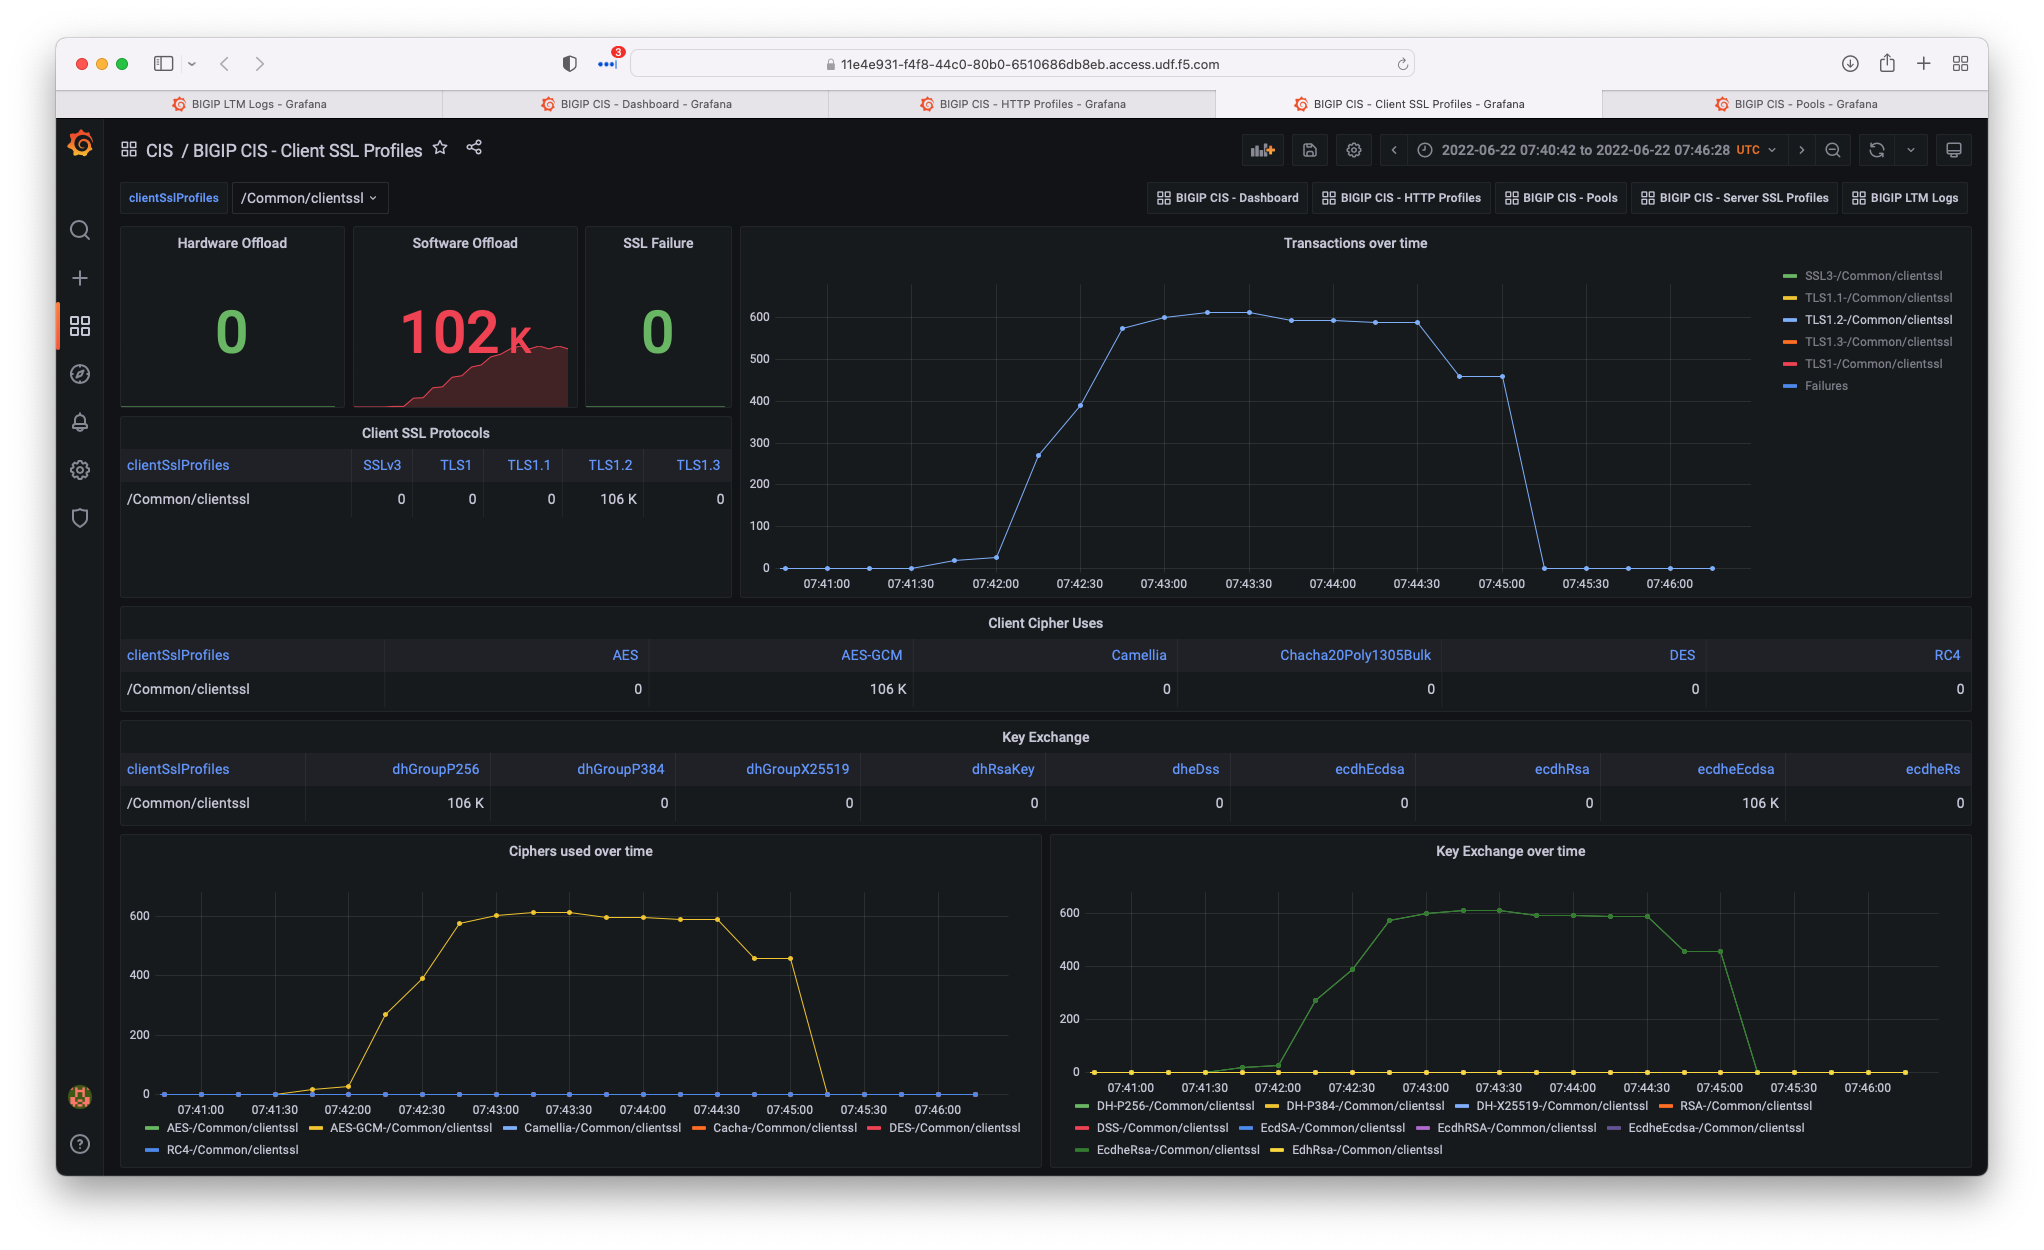 3
11e4e931-f4f8-44c0-80b0-6510686db8eb.access.udf.f5.com
BIGIP LTM Logs - Grafana
BIGIP CIS - Dashboard - Grafana
BIGIP CIS - HTTP Profiles - Grafana
BIGIP CIS - Client SSL Profiles - Grafana
BIGIP CIS - Pools - Grafana
CIS / BIGIP CIS - Client SSL Profiles
2022-06-22 07:40:42 to 2022-06-22 07:46:28 UTC
clientSslProfiles /Common/clientssl
BIGIP CIS - Dashboard
BIGIP CIS - HTTP Profiles
BIGIP CIS - Pools
BIGIP CIS - Server SSL Profiles
BIGIP LTM Logs
Hardware Offload
0
Software Offload
102 K
SSL Failure
0
Client SSL Protocols
clientSslProfiles SSLv3 TLS1 TLS1.1 TLS1.2 TLS1.3
/Common/clientssl 0 0 0 106 K 0
Transactions over time
600
500
400
300
200
100
0
07:41:00 07:41:30 07:42:00 07:42:30 07:43:00 07:43:30 07:44:00 07:44:30 07:45:00 07:45:30 07:46:00
SSL3-/Common/clientssl
TLS1.1-/Common/clientssl
TLS1.2-/Common/clientssl
TLS1.3-/Common/clientssl
TLS1-/Common/clientssl
Failures
Client Cipher Uses
clientSslProfiles AES AES-GCM Camellia Chacha20Poly1305Bulk DES RC4
/Common/clientssl 0 106 K 0 0 0 0
Key Exchange
clientSslProfiles dhGroupP256 dhGroupP384 dhGroupX25519 dhRsaKey dheDss ecdhEcdsa ecdhRsa ecdheEcdsa ecdheRs
/Common/clientssl 106 K 0 0 0 0 0 0 106 K 0
Ciphers used over time
600
400
200
0
07:41:00 07:41:30 07:42:00 07:42:30 07:43:00 07:43:30 07:44:00 07:44:30 07:45:00 07:45:30 07:46:00
AES-/Common/clientssl AES-GCM-/Common/clientssl Camellia-/Common/clientssl Cacha-/Common/clientssl DES-/Common/clientssl
RC4-/Common/clientssl
Key Exchange over time
600
400
200
0
07:41:00 07:41:30 07:42:00 07:42:30 07:43:00 07:43:30 07:44:00 07:44:30 07:45:00 07:45:30 07:46:00
DH-P256-/Common/clientssl DH-P384-/Common/clientssl DH-X25519-/Common/clientssl RSA-/Common/clientssl
DSS-/Common/clientssl EcdSA-/Common/clientssl EcdhRSA-/Common/clientssl EcdheEcdsa-/Common/clientssl
EcdheRsa-/Common/clientssl EdhRsa-/Common/clientssl